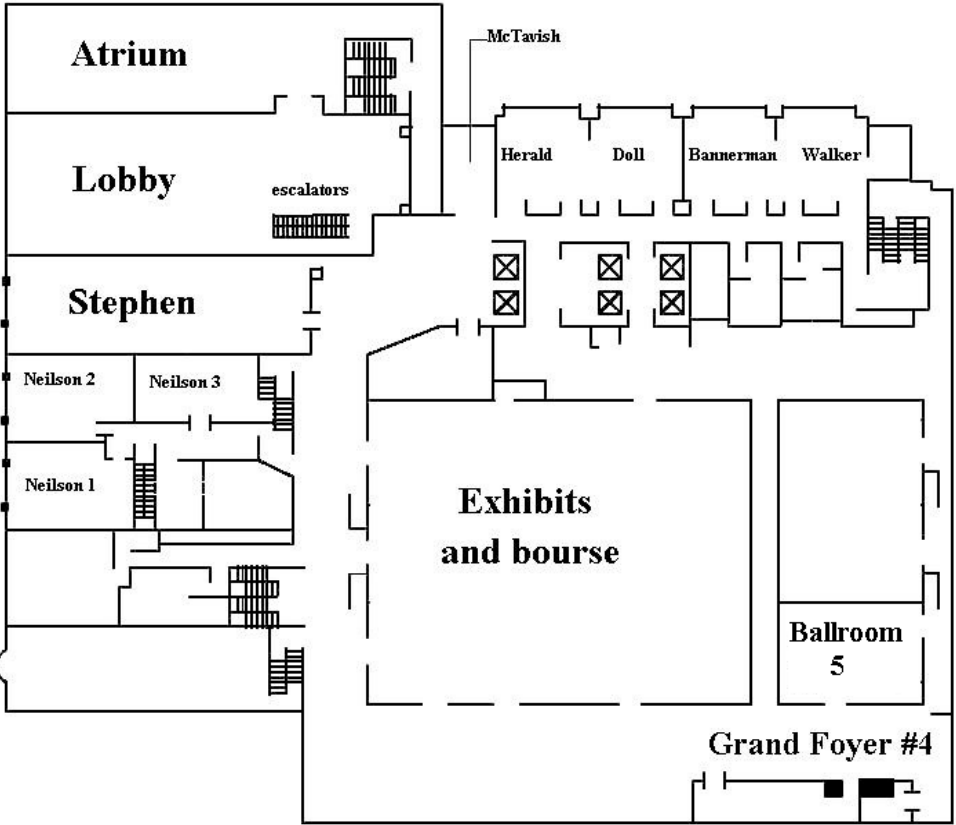 Atrium
McTavish
Herald
Doll
Bannerman
Walker
Lobby
escalators
Stephen
Neilson 2
Neilson 3
Neilson 1
Exhibits
and bourse
Ballroom
5
Grand Foyer #4